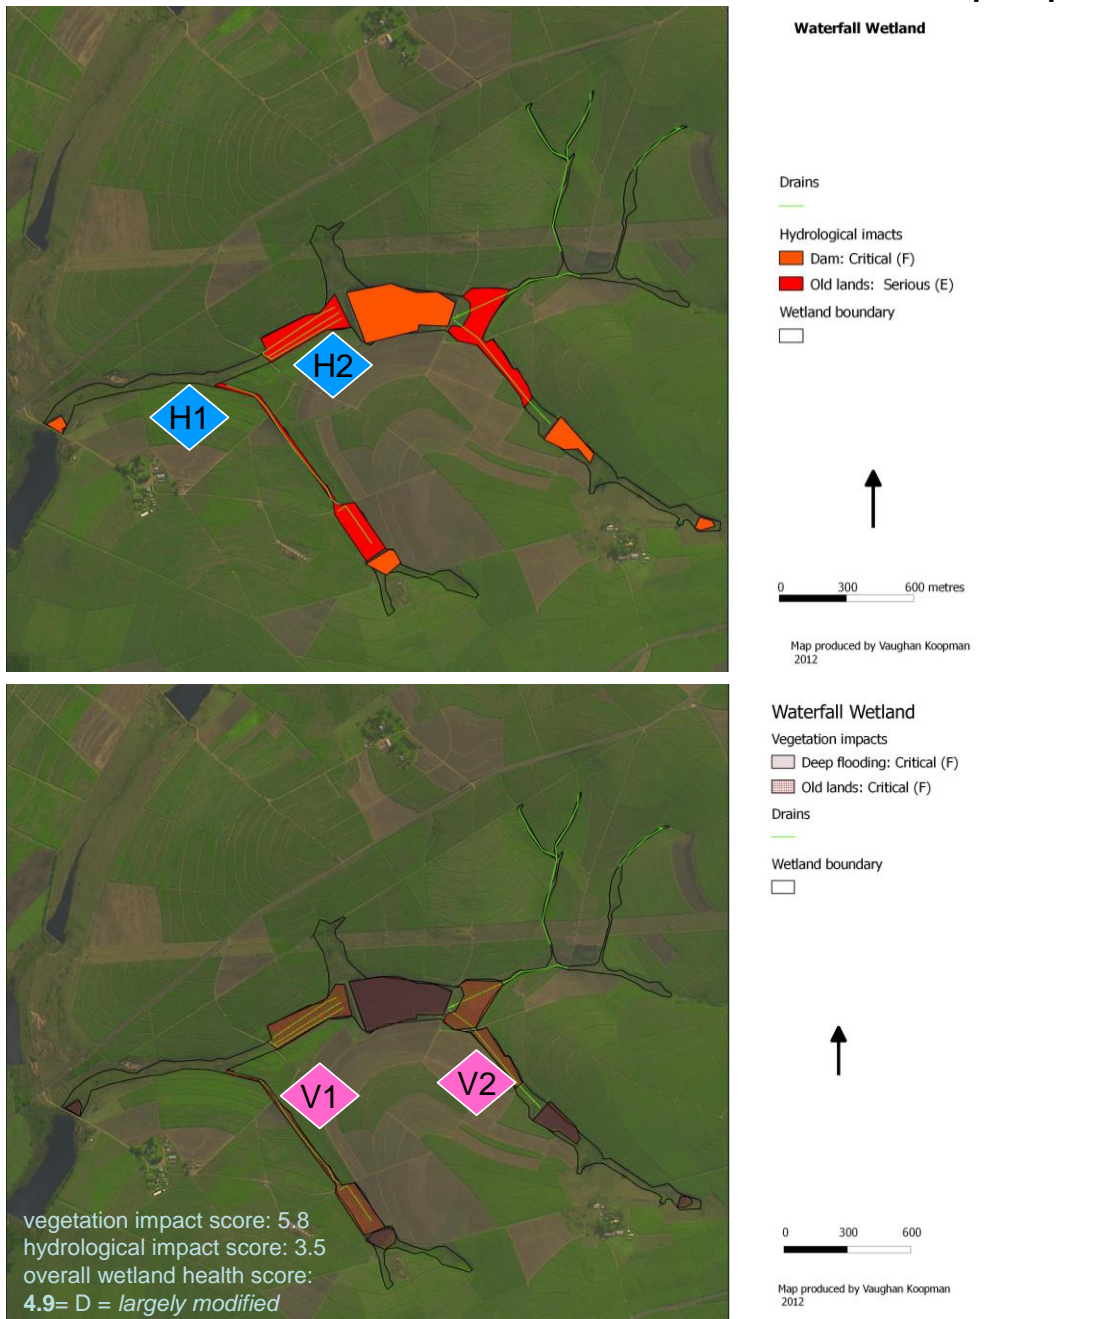 Waterfall Wetland
Drains
Hydrological imacts
Dam: Critical (F)
Old lands: Serious (E)
Wetland boundary
H2
H1
0 300 600 metres
Map produced by Vaughan Koopman
2012
Waterfall Wetland
Vegetation impacts
Deep flooding: Critical (F)
Old lands: Critical (F)
Drains
Wetland boundary
V1
V2
vegetation impact score: 5.8
hydrological impact score: 3.5
overall wetland health score:
4.9= D = largely modified
0 300 600
Map produced by Vaughan Koopman
2012